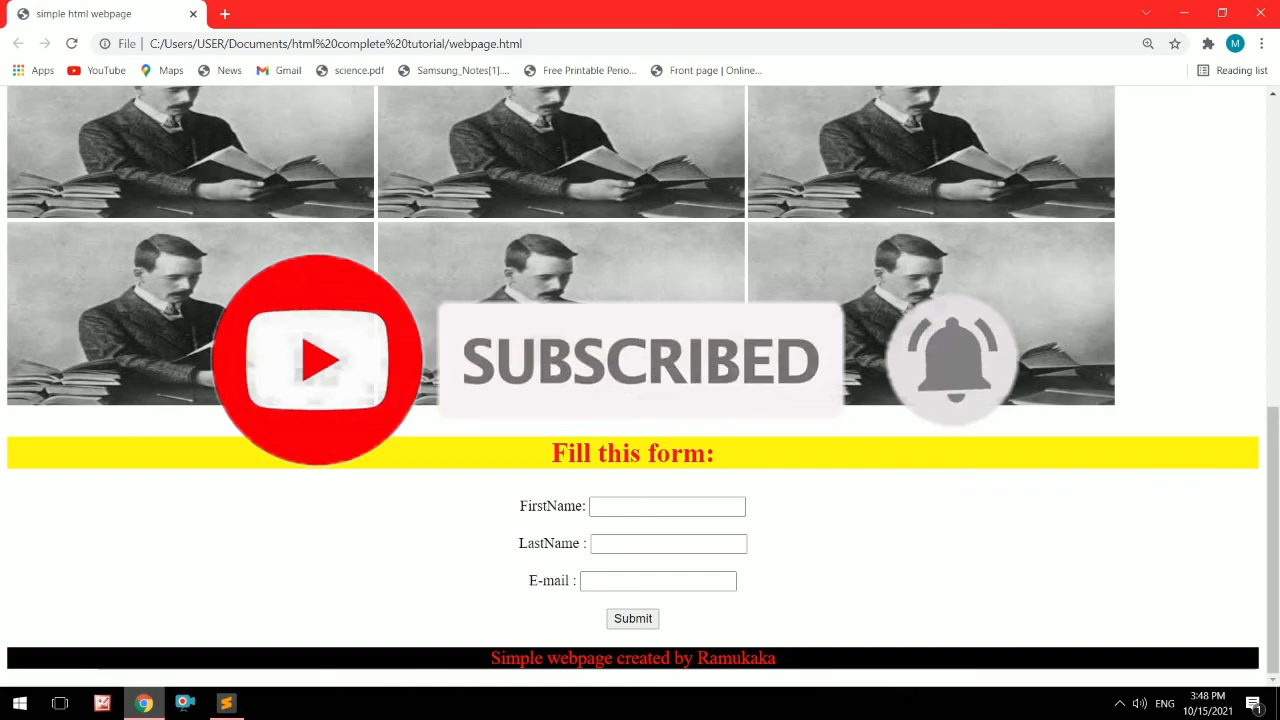 simple html webpage
File
C:/Users/USER/Documents/html%20complete%20tutorial/webpage.html
M
Apps
YouTube
Maps
News
Gmail
science.pdf
Samsung_Notes[1]....
Free Printable Perio...
Front page | Online...
Reading list
SUBSCRIBED
Fill this form:
FirstName:
LastName :
E-mail :
Submit
Simple webpage created by Ramukaka
ENG
3:48 PM
10/15/2021
1